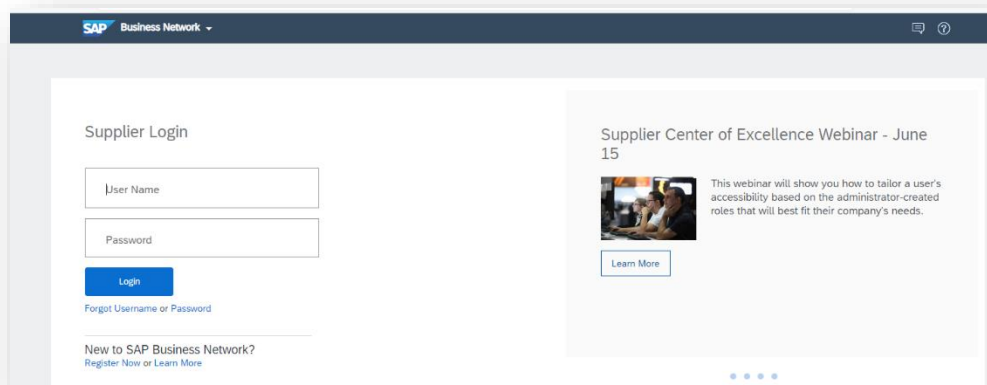 SAP Business Network
Supplier Login
User Name
Password
Login
Forgot Username or Password
New to SAP Business Network?
Register Now or Learn More
Supplier Center of Excellence Webinar - June
15
This webinar will show you how to tailor a user's
accessibility based on the administrator-created
roles that will best fit their company's needs.
Learn More